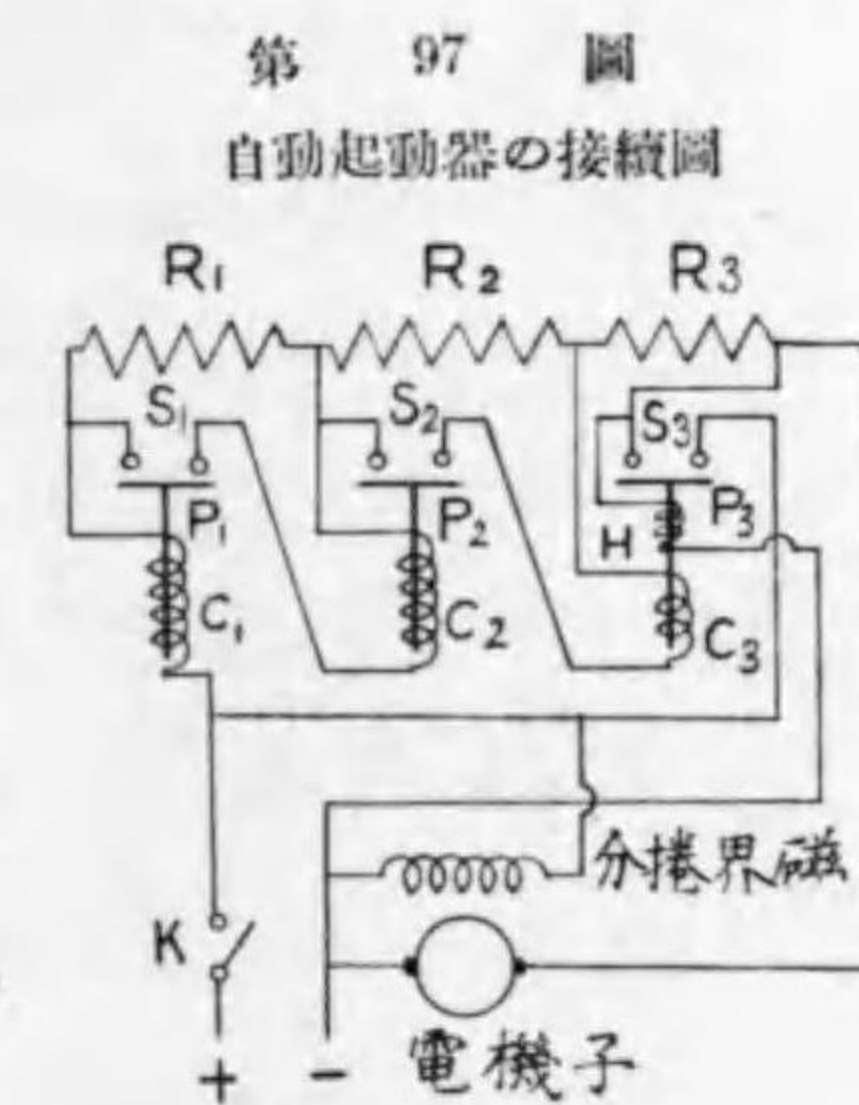 第 97 圖
自動起動器の接續圖
R₁ R₂ R₃
S₁ S₂ S₃
P₁ P₂ H P₃
C₁ C₂ C₃
分捲界磁
K
電機子
+ −